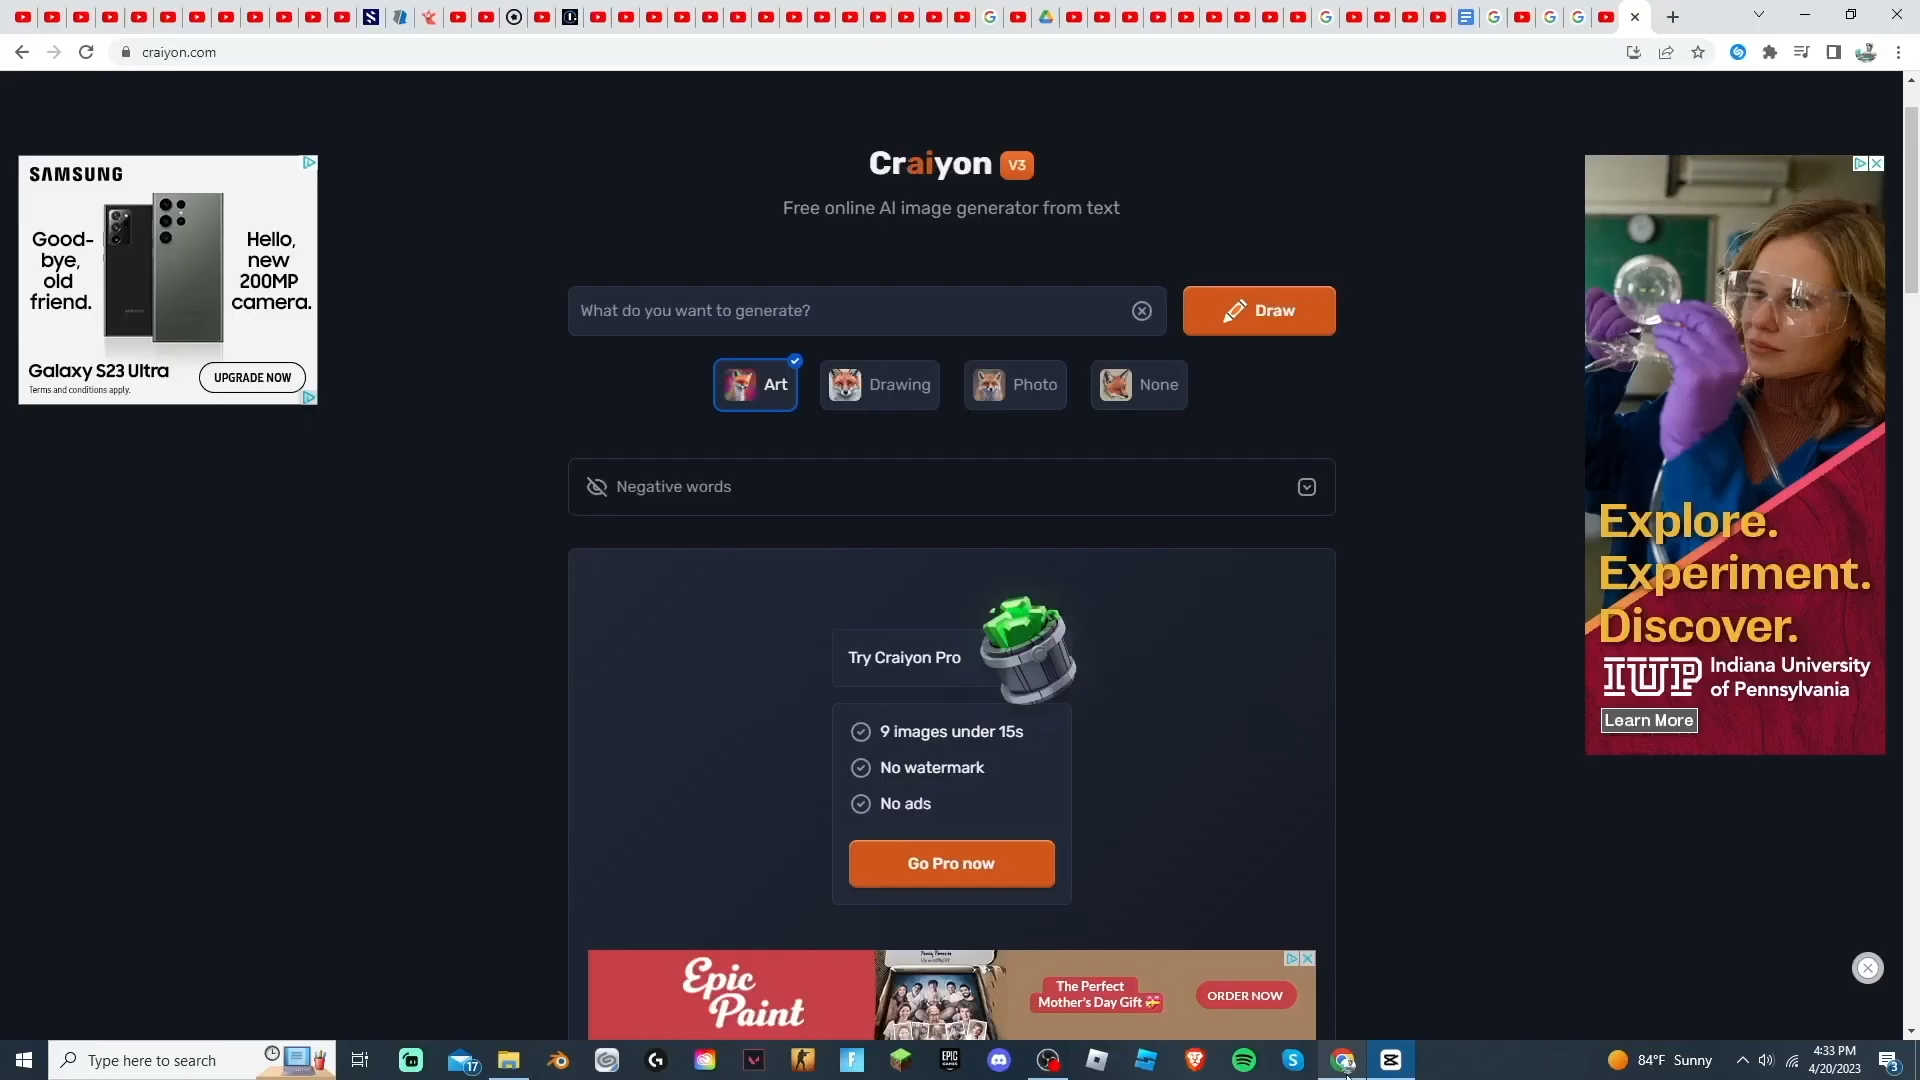 craiyon.com
Craiyon V3
Free online AI image generator from text
What do you want to generate?
Draw
Art
Drawing
Photo
None
Negative words
Try Craiyon Pro
9 images under 15s
No watermark
No ads
Go Pro now
SAMSUNG
Good-
bye,
old
friend.
Hello,
new
200MP
camera.
Galaxy S23 Ultra
Terms and conditions apply.
UPGRADE NOW
Explore.
Experiment.
Discover.
IUP
Indiana University
of Pennsylvania
Learn More
Epic
Paint
The Perfect
Mother's Day Gift
ORDER NOW
Type here to search
17
EPIC
GAMES
84°F Sunny
4:33 PM
4/20/2023
3